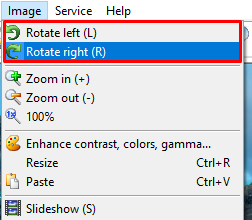 Image Service Help
Rotate left (L)
Rotate right (R)
Zoom in (+)
Zoom out (-)
100%
Enhance contrast, colors, gamma...
Resize Ctrl+R
Paste Ctrl+V
Slideshow (S)